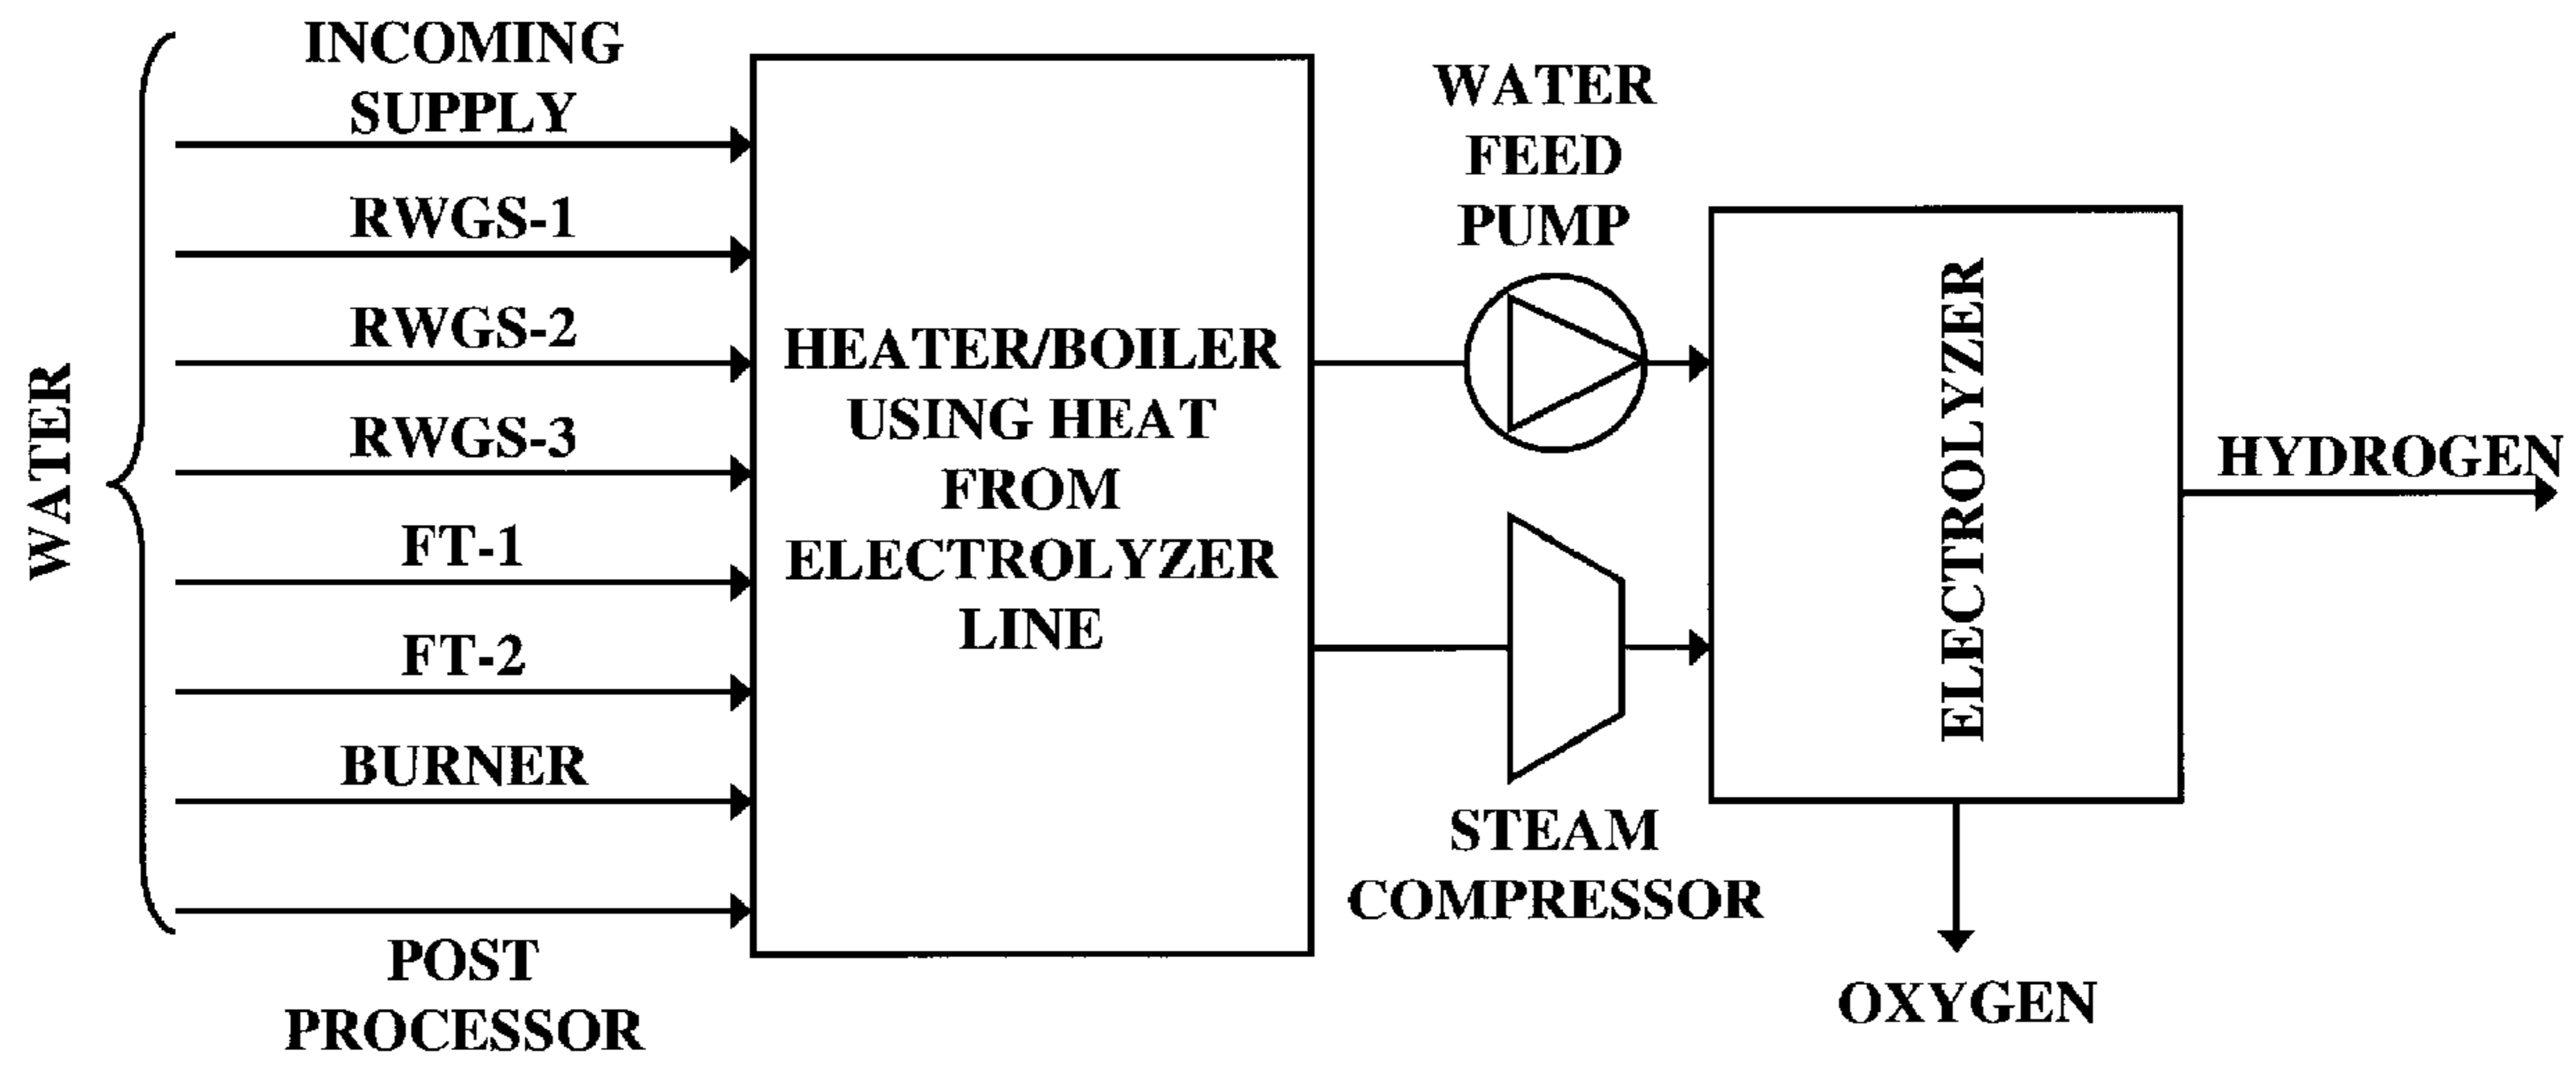 WATER
INCOMING
SUPPLY
RWGS-1
RWGS-2
RWGS-3
FT-1
FT-2
BURNER
POST
PROCESSOR
HEATER/BOILER
USING HEAT
FROM
ELECTROLYZER
LINE
WATER
FEED
PUMP
STEAM
COMPRESSOR
ELECTROLYZER
HYDROGEN
OXYGEN